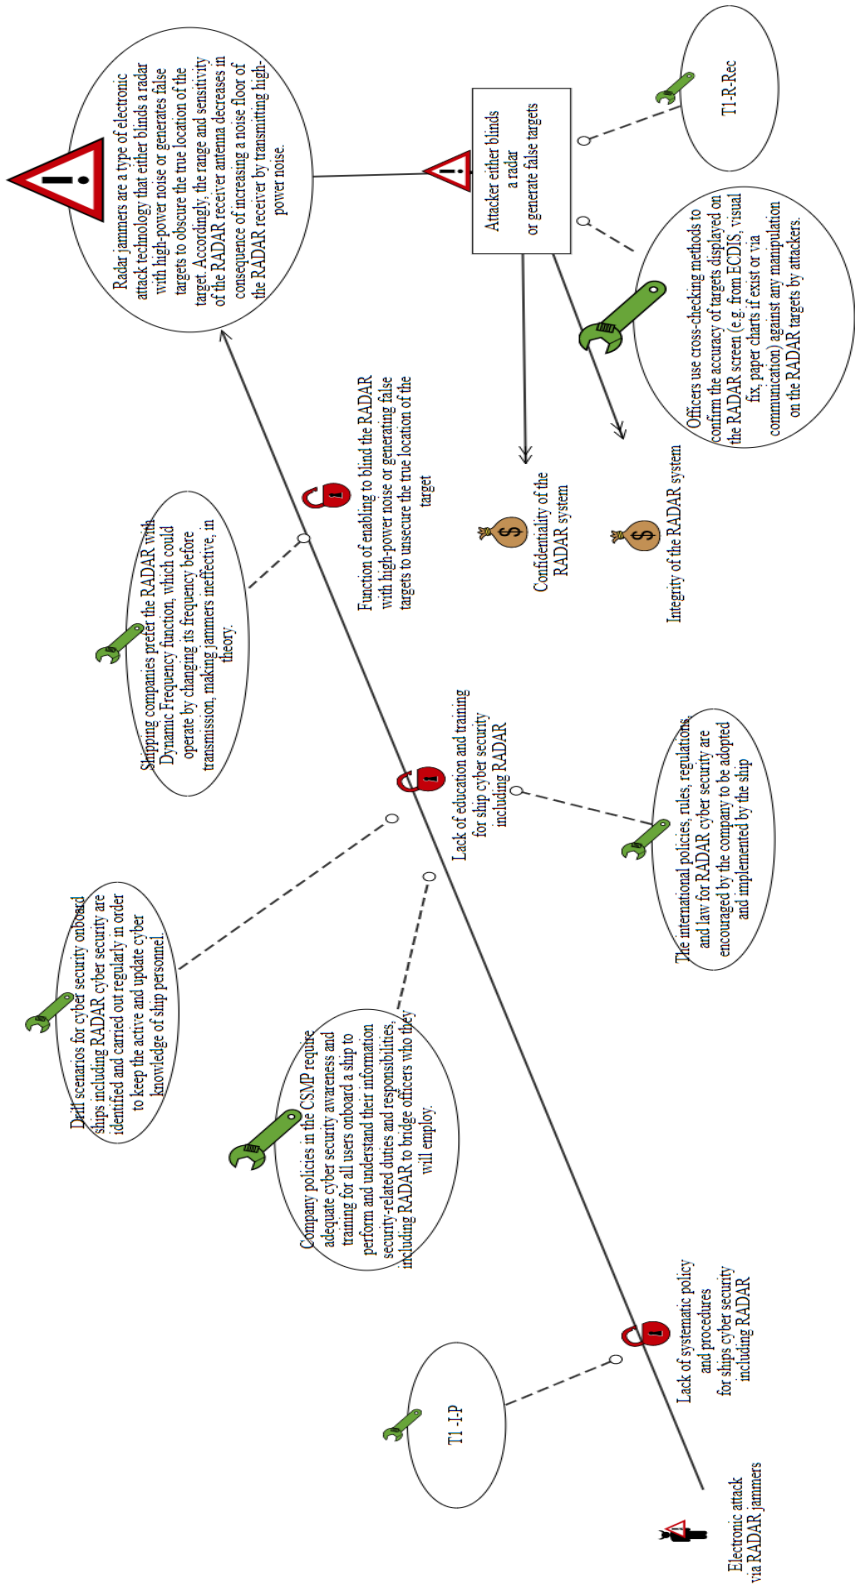 Electronic attack
via RADAR jammers
T1 -I-P
Lack of systematic policy
and procedures
for ships cyber security
including RADAR
Company policies in the CSMP require
adequate cyber security awareness and
training for all users onboard a ship to
perform and understand their information
security-related duties and responsibilities,
including RADAR to bridge officers who they
will employ.
Drill scenarios for cyber security onboard
ships including RADAR cyber security are
identified and carried out regularly in order
to keep the active and update cyber
knowledge of ship personnel.
Lack of education and training
for ship cyber security
including RADAR
The international policies, rules, regulations,
and law for RADAR cyber security are
encouraged by the company to be adopted
and implemented by the ship
Shipping companies prefer the RADAR with
Dynamic Frequency function, which could
operate by changing its frequency before
transmission, making jammers ineffective, in
theory.
Function of enabling to blind the RADAR
with high-power noise or generating false
targets to unsecure the true location of the
target
Radar jammers are a type of electronic
attack technology that either blinds a radar
with high-power noise or generates false
targets to obscure the true location of the
target. Accordingly, the range and sensitivity
of the RADAR receiver antenna decreases in
consequence of increasing a noise floor of
the RADAR receiver by transmitting high-
power noise.
Attacker either blinds
a radar
or generate false targets
Confidentiality of the
RADAR system
Integrity of the RADAR system
Officers use cross-checking methods to
confirm the accuracy of targets displayed on
the RADAR screen (e.g. from ECDIS, visual
fix, paper charts if exist or via
communication) against any manipulation
on the RADAR targets by attackers.
T1-R-Rec